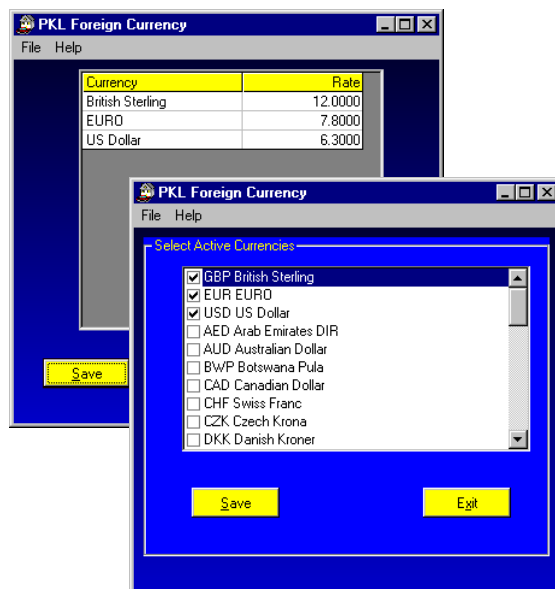 PKL Foreign Currency
File Help
Currency Rate
British Sterling 12.0000
EURO 7.8000
US Dollar 6.3000
Save
PKL Foreign Currency
File Help
Select Active Currencies
GBP British Sterling
EUR EURO
USD US Dollar
AED Arab Emirates DIR
AUD Australian Dollar
BWP Botswana Pula
CAD Canadian Dollar
CHF Swiss Franc
CZK Czech Krona
DKK Danish Kroner
Save Exit